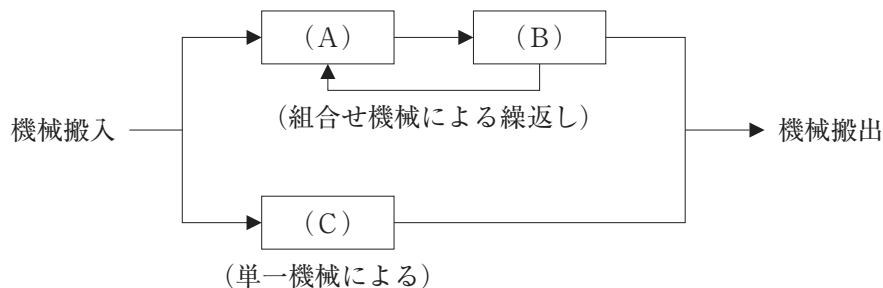 （A）
（B）
（組合せ機械による繰返し）
機械搬入
機械搬出
（C）
（単一機械による）